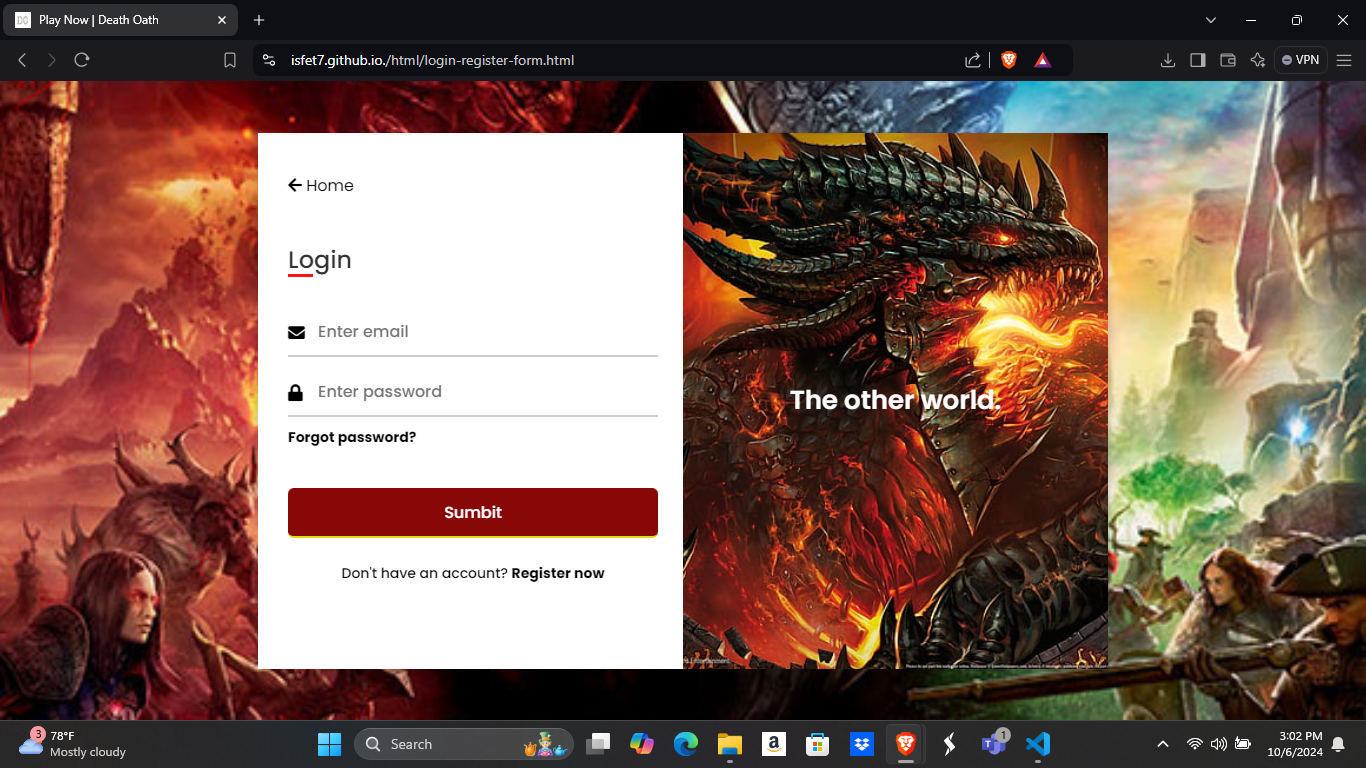 DO
Play Now | Death Oath
isfet7.github.io./html/login-register-form.html
VPN
Home
Login
Enter email
Enter password
Forgot password?
Sumbit
Don't have an account? Register now
The other world.
3
78°F
Mostly cloudy
Search
a
1
3:02 PM
10/6/2024